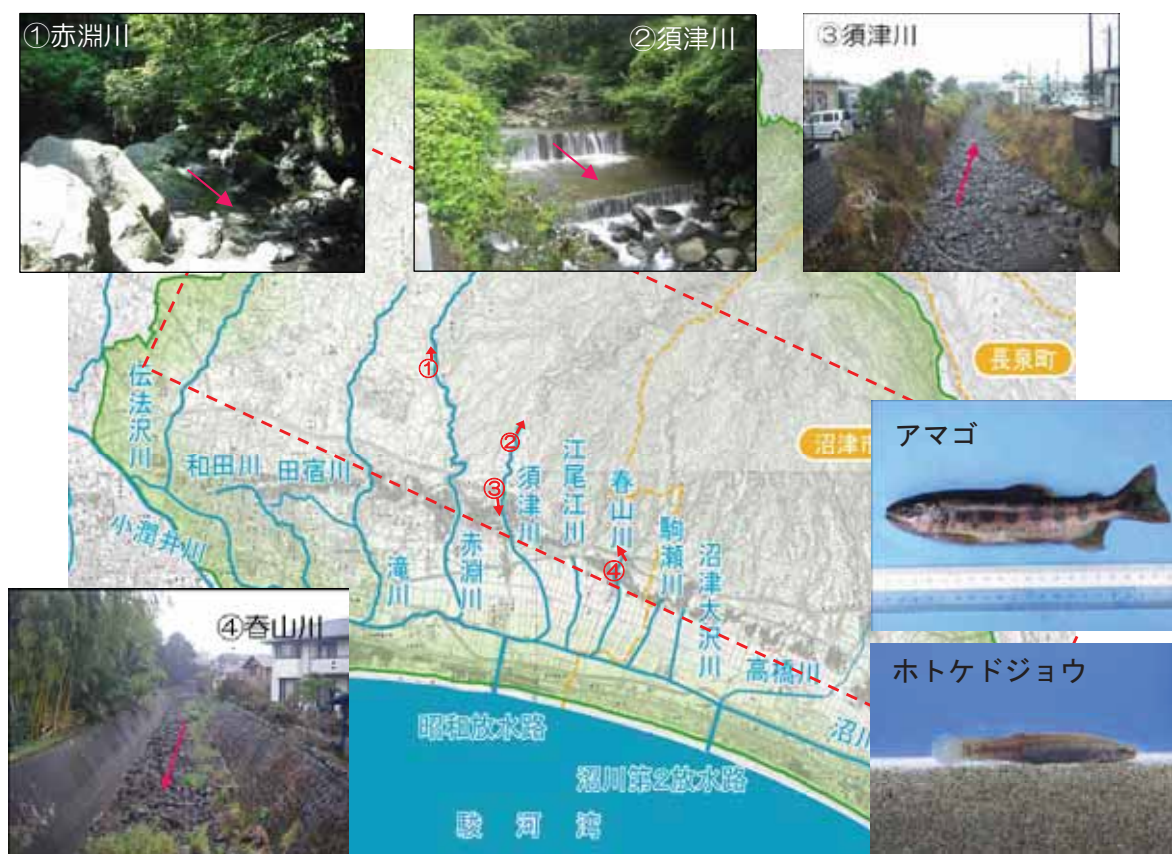 ①赤淵川
②須津川
③須津川
長泉町
アマゴ
沼津市
伝法沢川
和田川
田宿川
小潤井川
滝川
赤淵川
須津川
江尾江川
春山川
駒瀬川
沼津大沢川
高橋川
沼川
①
②
③
④
④春山川
ホトケドジョウ
昭和放水路
沼川第2放水路
駿河湾